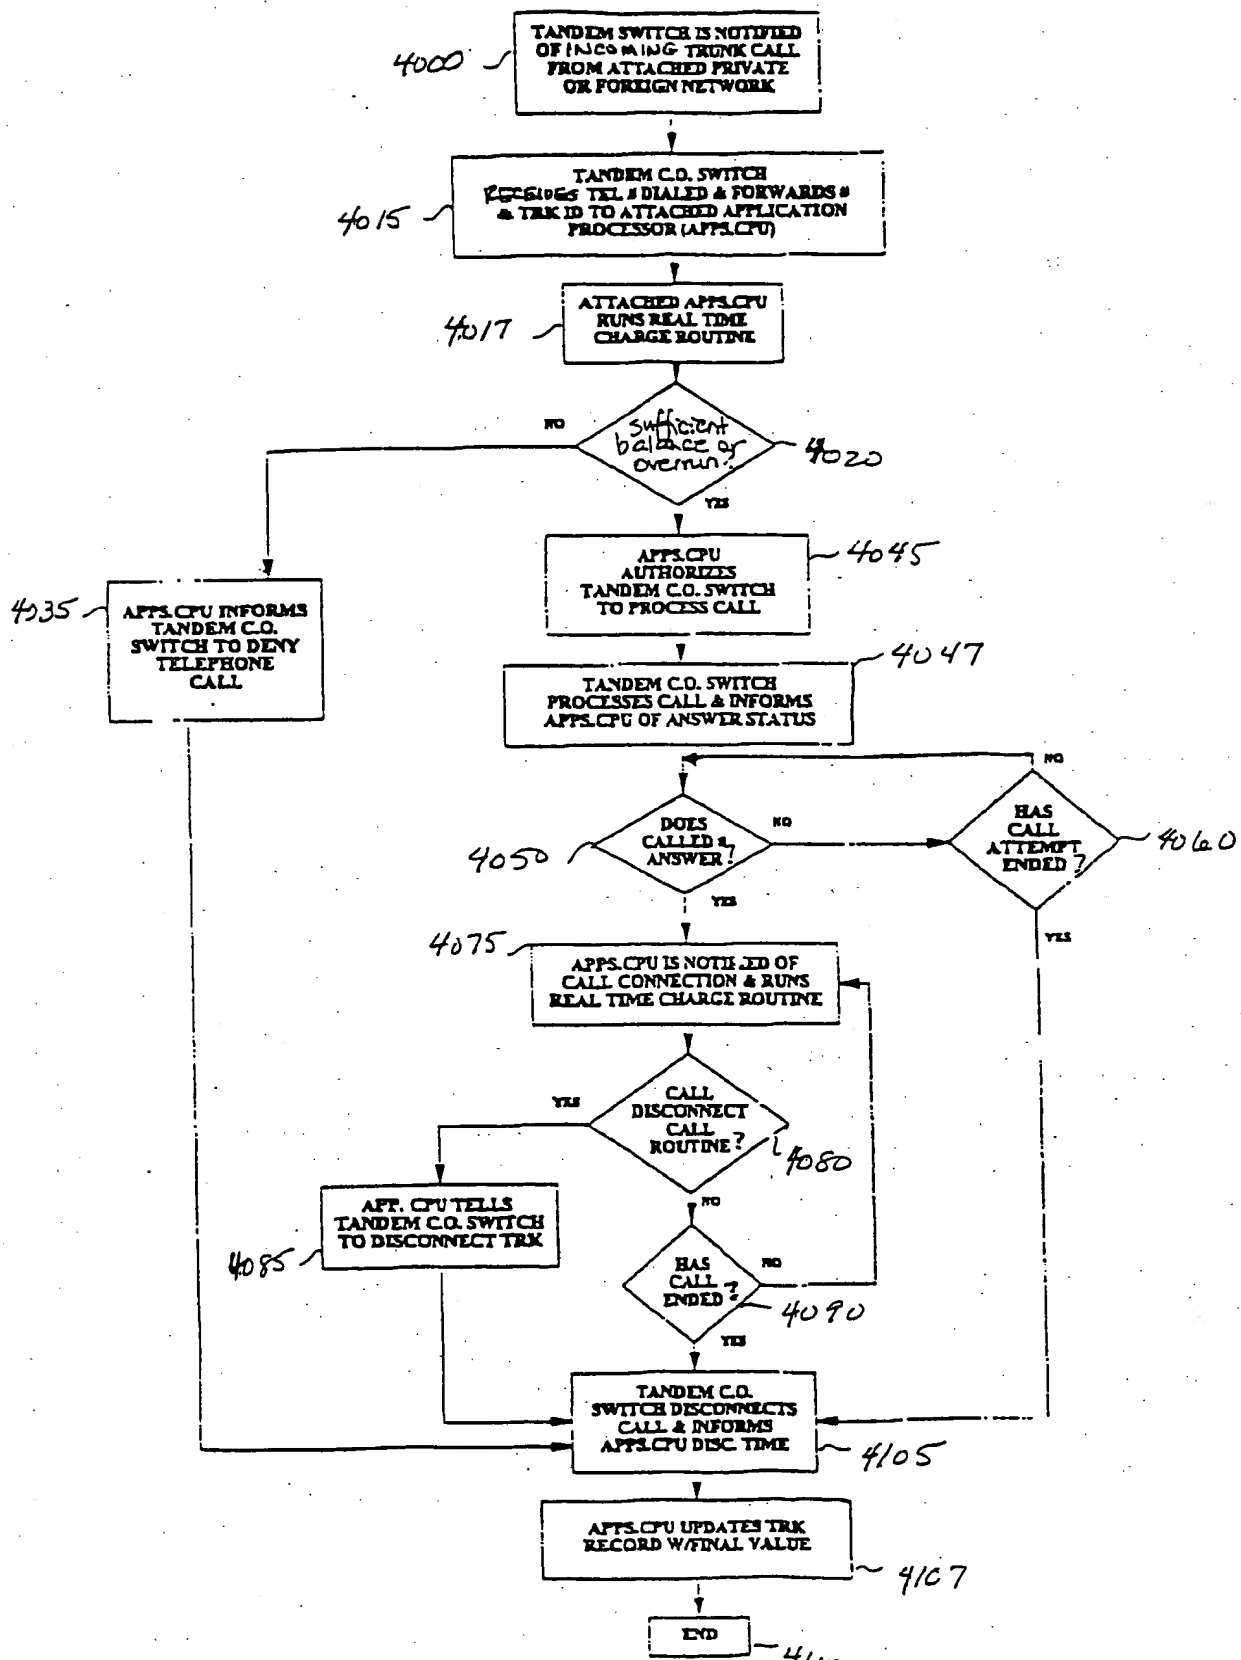 TANDEM SWITCH IS NOTIFIED
OF INCOMING TRUNK CALL
FROM ATTACHED PRIVATE
OR FOREIGN NETWORK
4000
TANDEM C.O. SWITCH
RECEIVES TEL # DIALED & FORWARDS #
& TRK ID TO ATTACHED APPLICATION
PROCESSOR (APPS.CPU)
4015
ATTACHED APPS.CPU
RUNS REAL TIME
CHARGE ROUTINE
4017
NO
sufficient
balance or
overrun?
4020
YES
APPS.CPU
AUTHORIZES
TANDEM C.O. SWITCH
TO PROCESS CALL
4045
4035
APPS.CPU INFORMS
TANDEM C.O.
SWITCH TO DENY
TELEPHONE
CALL
4047
TANDEM C.O. SWITCH
PROCESSES CALL & INFORMS
APPS.CPU OF ANSWER STATUS
NO
DOES
CALLED #
ANSWER?
NO
4050
HAS
CALL
ATTEMPT
ENDED?
4060
YES
YES
4075
APPS.CPU IS NOTIFIED OF
CALL CONNECTION & RUNS
REAL TIME CHARGE ROUTINE
YES
CALL
DISCONNECT
CALL
ROUTINE?
4080
NO
APP. CPU TELLS
TANDEM C.O. SWITCH
TO DISCONNECT TRK
4085
HAS
CALL
ENDED?
NO
4090
YES
TANDEM C.O.
SWITCH DISCONNECTS
CALL & INFORMS
APPS.CPU DISC. TIME
4105
APPS.CPU UPDATES TRK
RECORD W/FINAL VALUE
4107
END